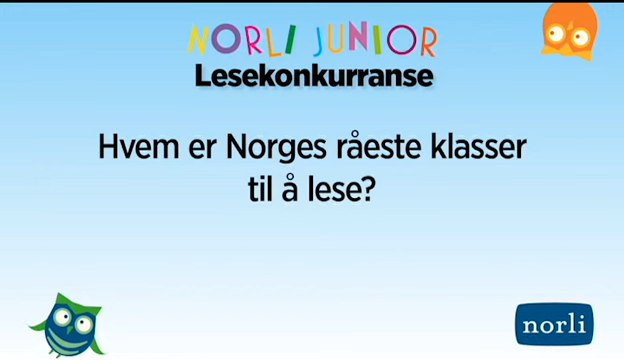 NORLI JUNIOR
Lesekonkurranse
Hvem er Norges råeste klasser
til å lese?
norli